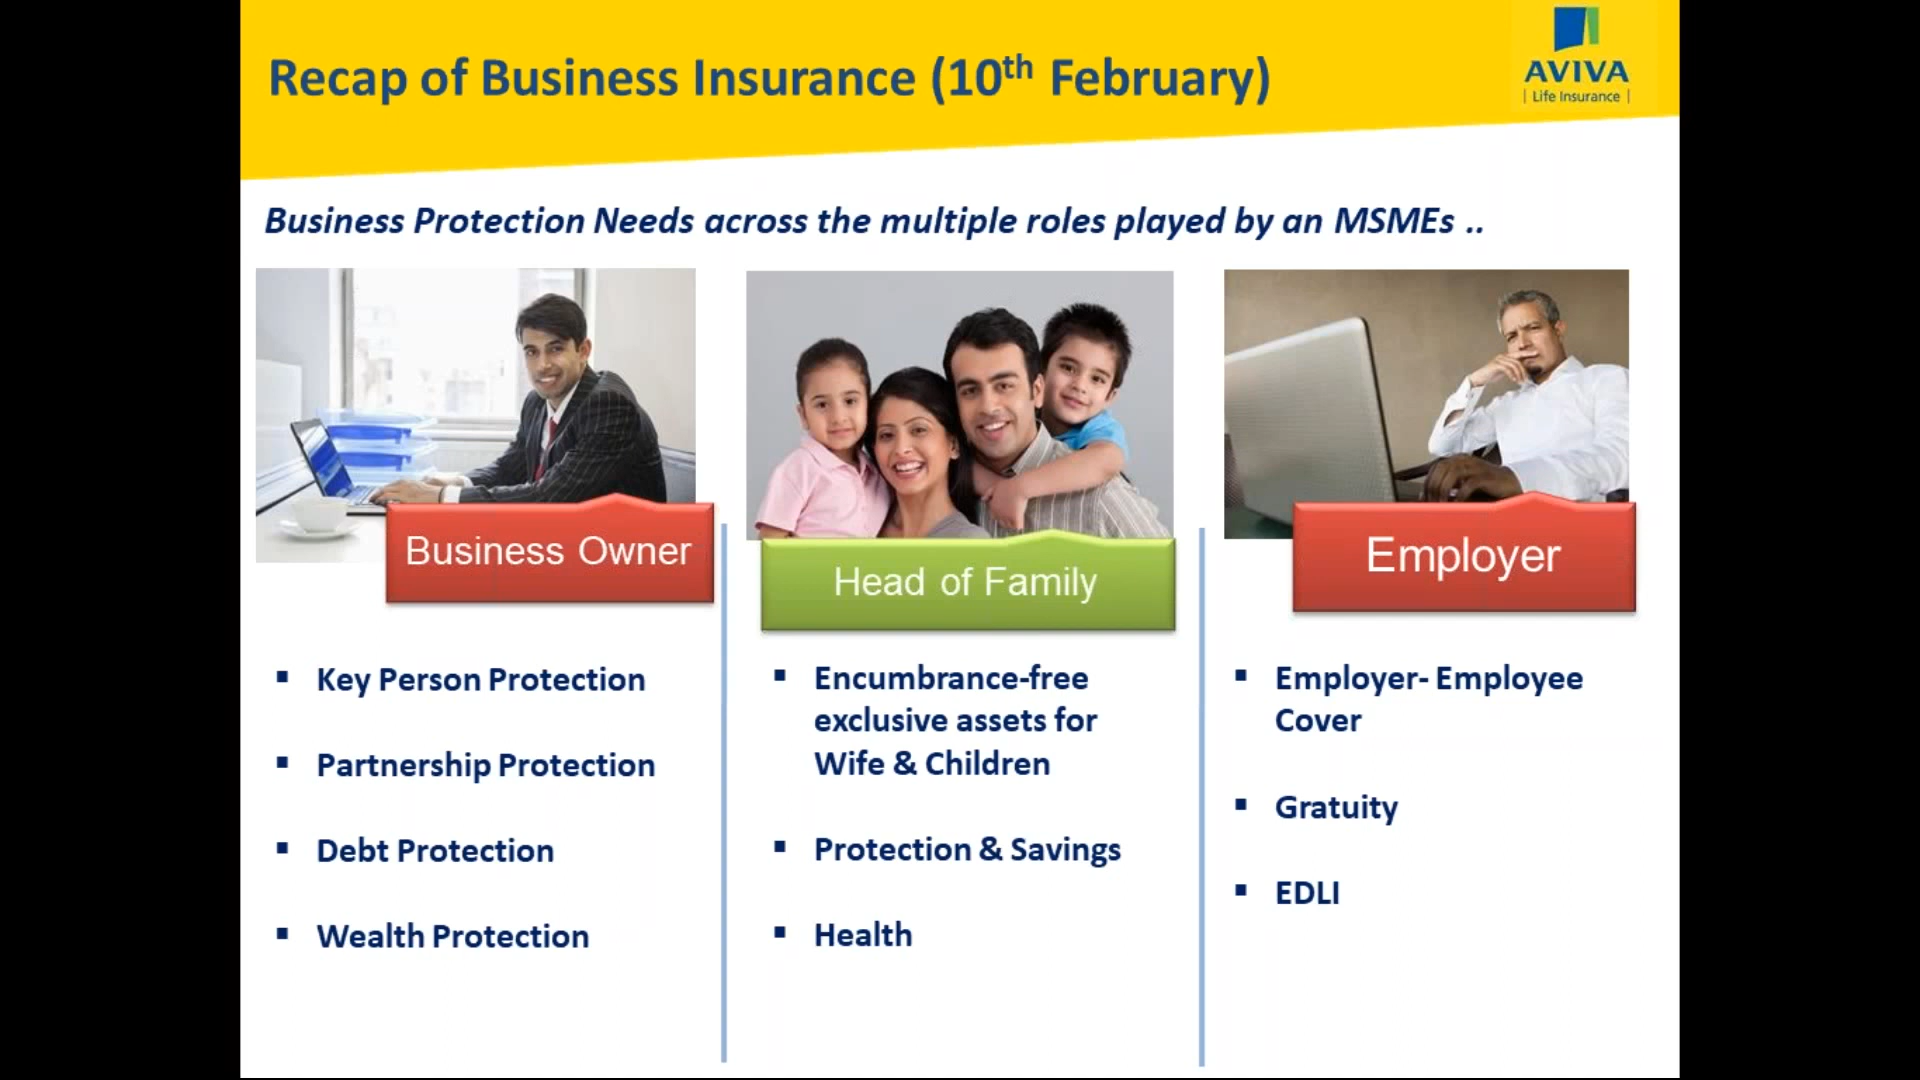 Recap of Business Insurance (10th February)
AVIVA
| Life Insurance |
Business Protection Needs across the multiple roles played by an MSMEs ..
Business Owner
▪ Key Person Protection
▪ Partnership Protection
▪ Debt Protection
▪ Wealth Protection
Head of Family
▪ Encumbrance-free
exclusive assets for
Wife & Children
▪ Protection & Savings
▪ Health
Employer
▪ Employer- Employee
Cover
▪ Gratuity
▪ EDLI